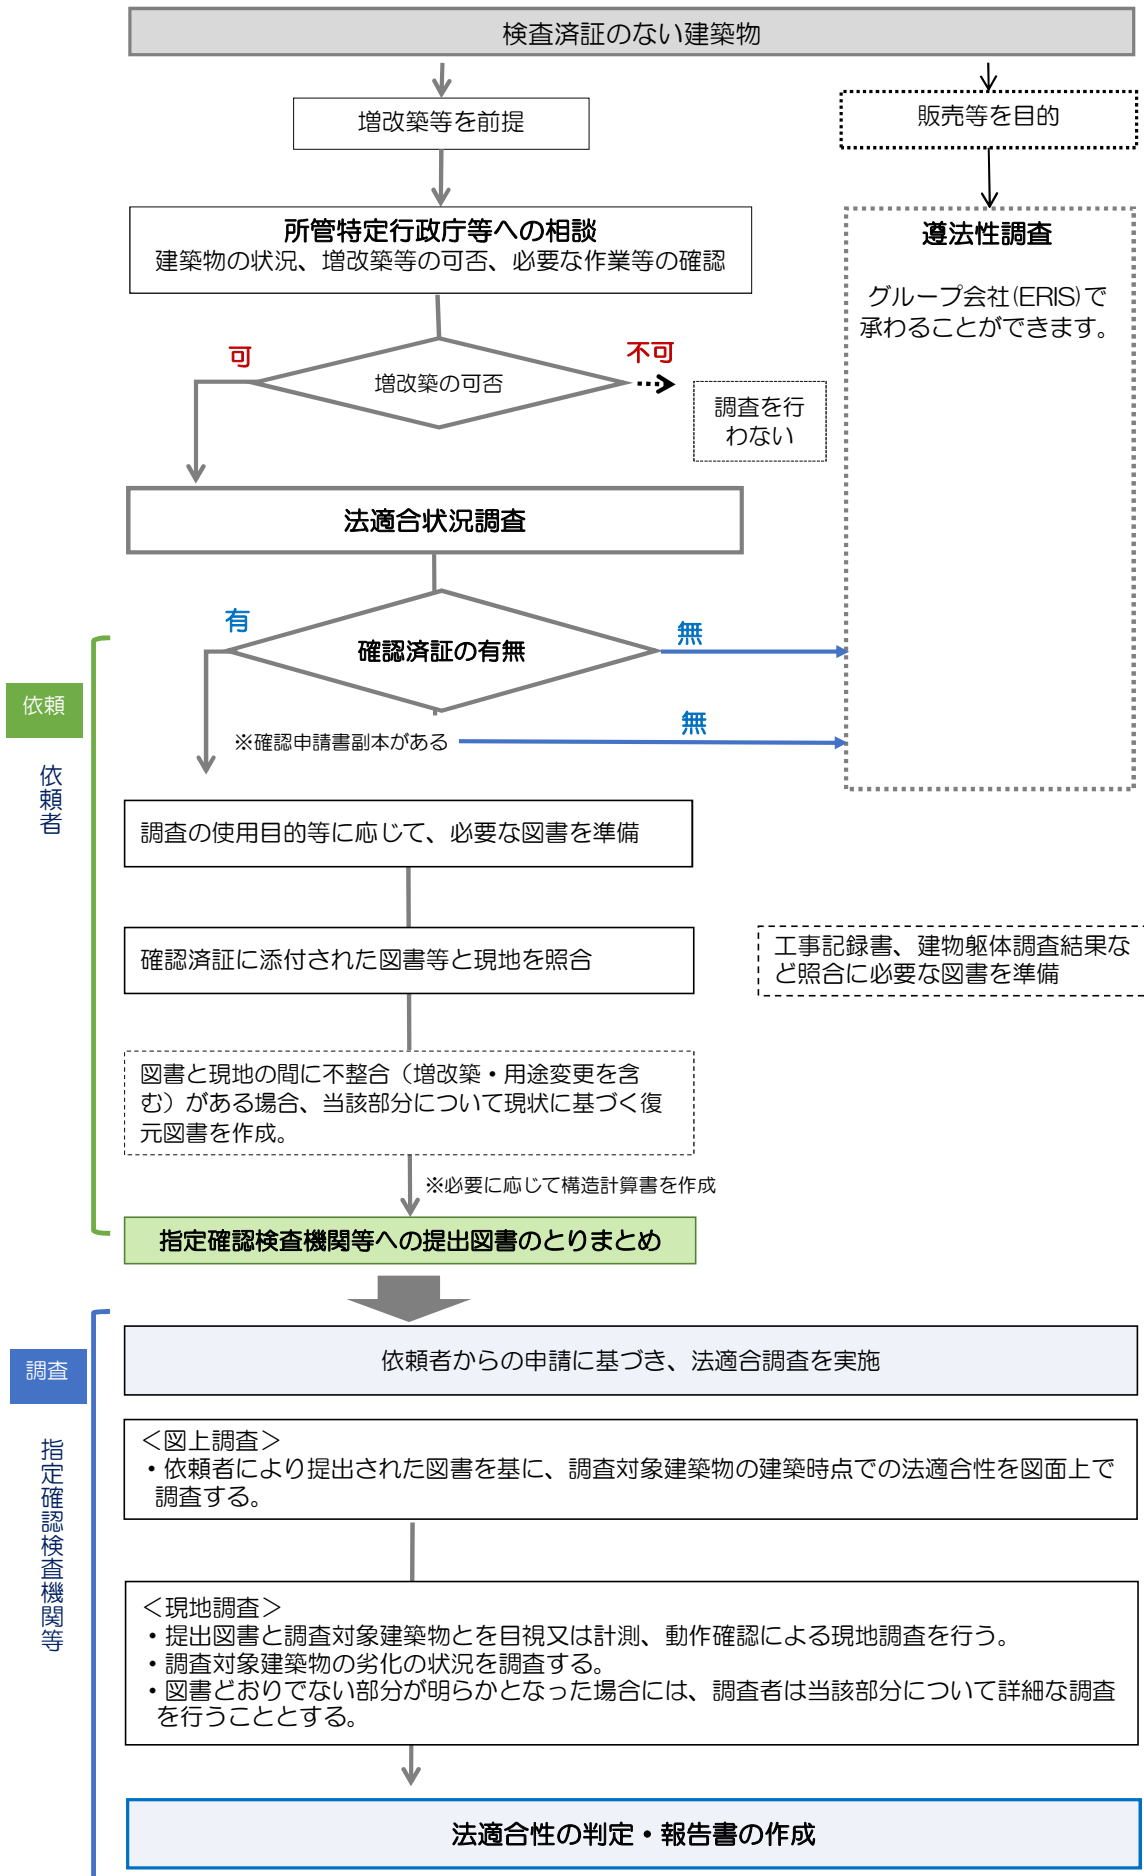 検査済証のない建築物
増改築等を前提
販売等を目的
所管特定行政庁等への相談
建築物の状況、増改築等の可否、必要な作業等の確認
遵法性調査
グループ会社(ERIS)で
承わることができます。
可
不可
増改築の可否
調査を行
わない
法適合状況調査
有
無
確認済証の有無
無
※確認申請書副本がある
依頼
依頼者
調査の使用目的等に応じて、必要な図書を準備
確認済証に添付された図書等と現地を照合
工事記録書、建物躯体調査結果な
ど照合に必要な図書を準備
図書と現地の間に不整合（増改築・用途変更を含
む）がある場合、当該部分について現状に基づく復
元図書を作成。
※必要に応じて構造計算書を作成
指定確認検査機関等への提出図書のとりまとめ
調査
指定確認検査機関等
依頼者からの申請に基づき、法適合調査を実施
＜図上調査＞
・依頼者により提出された図書を基に、調査対象建築物の建築時点での法適合性を図面上で
調査する。
＜現地調査＞
・提出図書と調査対象建築物とを目視又は計測、動作確認による現地調査を行う。
・調査対象建築物の劣化の状況を調査する。
・図書どおりでない部分が明らかとなった場合には、調査者は当該部分について詳細な調査
を行うこととする。
法適合性の判定・報告書の作成